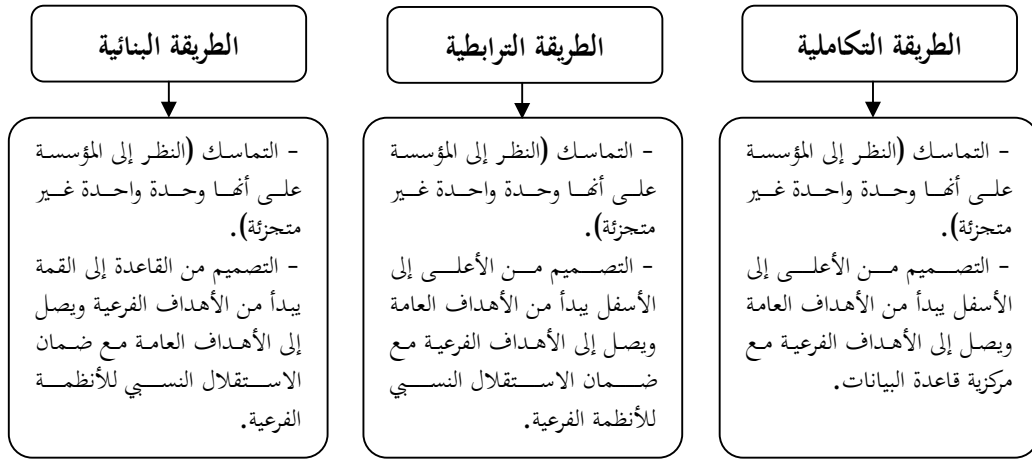 الطريقة التكاملية
- التماسك (النظر إلى المؤسسة
على أنها وحدة واحدة غير
متجزئة).
- التصميم من الأعلى إلى
الأسفل يبدأ من الأهداف العامة
ويصل إلى الأهداف الفرعية مع
مركزية قاعدة البيانات.
الطريقة الترابطية
- التماسك (النظر إلى المؤسسة
على أنها وحدة واحدة غير
متجزئة).
- التصميم من الأعلى إلى
الأسفل يبدأ من الأهداف العامة
ويصل إلى الأهداف الفرعية مع
ضمان الاستقلال النسبي
للأنظمة الفرعية.
الطريقة البنائية
- التماسك (النظر إلى المؤسسة
على أنها وحدة واحدة غير
متجزئة).
- التصميم من القاعدة إلى القمة
يبدأ من الأهداف الفرعية ويصل
إلى الأهداف العامة مع ضمان
الاستقلال النسبي للأنظمة
الفرعية.